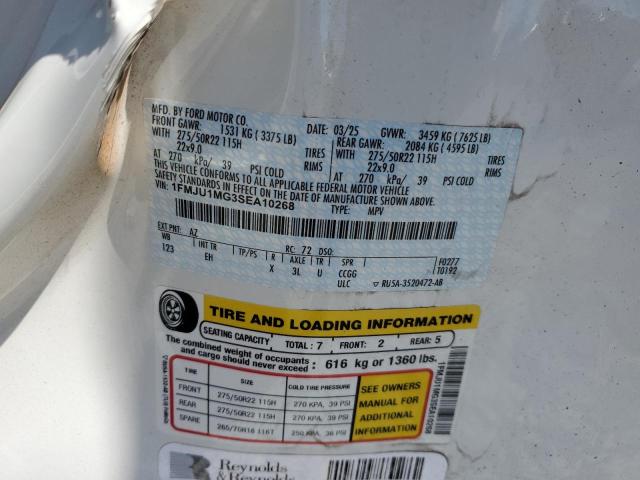 MFD. BY FORD MOTOR CO.
DATE: 03/25 GVWR: 3459 KG (7625 LB)
FRONT GAWR: 1531 KG (3375 LB) REAR GAWR: 2084 KG (4595 LB)
WITH 275/50R22 115H TIRES WITH 275/50R22 115H TIRES
22x9.0 RIMS 22x9.0 RIMS
AT 270 kPa/ 39 PSI COLD AT 270 kPa/ 39 PSI COLD
THIS VEHICLE CONFORMS TO ALL APPLICABLE FEDERAL MOTOR VEHICLE
SAFETY STANDARDS IN EFFECT ON THE DATE OF MANUFACTURE SHOWN ABOVE.
VIN: 1FMJU1MG3SEA10268
TYPE: MPV
EXT PNT: AZ RC: 72 DSO:
WB INT TR TP/PS R AXLE TR SPR F0277
123 EH X 3L U CCGG T0192
ULC ▽ RU5A-3520472-AB
TIRE AND LOADING INFORMATION
SEATING CAPACITY TOTAL: 7 FRONT: 2 REAR: 5
The combined weight of occupants and cargo should never exceed: 616 kg or 1360 lbs.
TIRE SIZE COLD TIRE PRESSURE
FRONT 275/50R22 115H 270 KPA, 39 PSI
REAR 275/50R22 115H 270 KPA, 39 PSI
SPARE 265/70R18 116T 250 KPA, 36 PSI
SEE OWNERS
MANUAL FOR
ADDITIONAL
INFORMATION
1FMJU1MG3SEA10268
Reynolds
& Reynolds